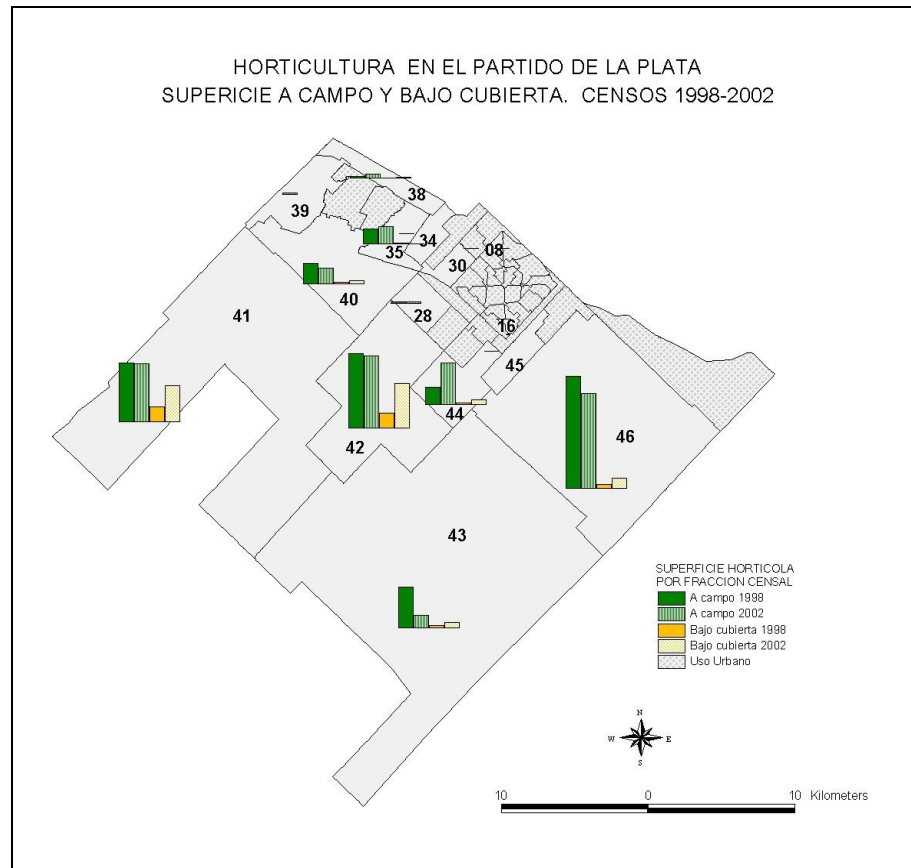 HORTICULTURA EN EL PARTIDO DE LA PLATA
SUPERICIE A CAMPO Y BAJO CUBIERTA. CENSOS 1998-2002
38
39
34
08
35
30
40
28
41
16
45
44
46
42
43
SUPERFICIE HORTICOLA
POR FRACCION CENSAL
A campo 1998
A campo 2002
Bajo cubierta 1998
Bajo cubierta 2002
Uso Urbano
N
W E
S
10 0 10 Kilometers